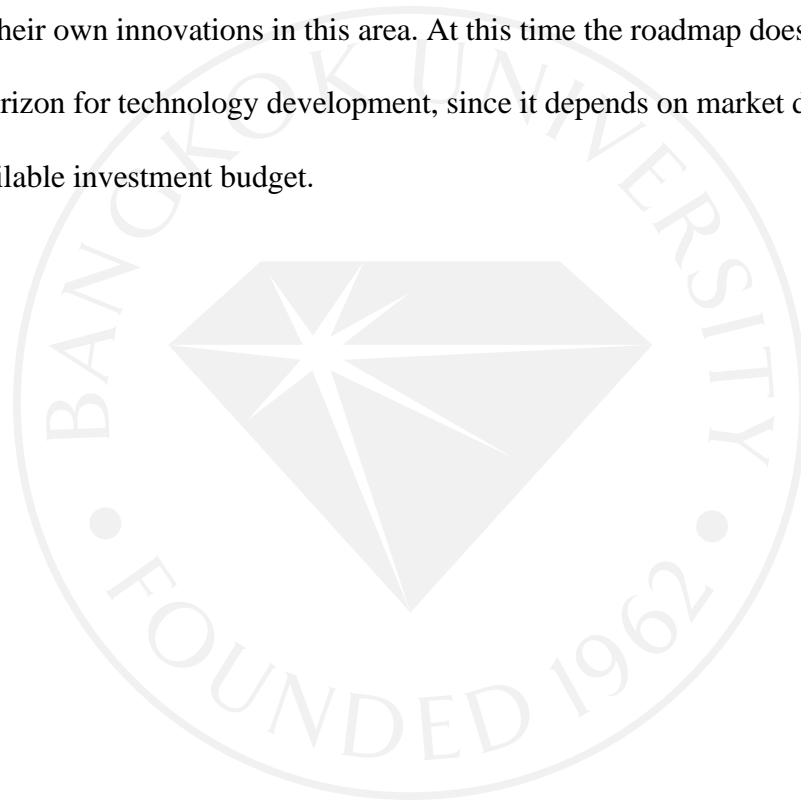 heir own innovations in this area. At this time the roadmap does
rizon for technology development, since it depends on market d
ilable investment budget.
BANGKOK UNIVERSITY
FOUNDED 1962